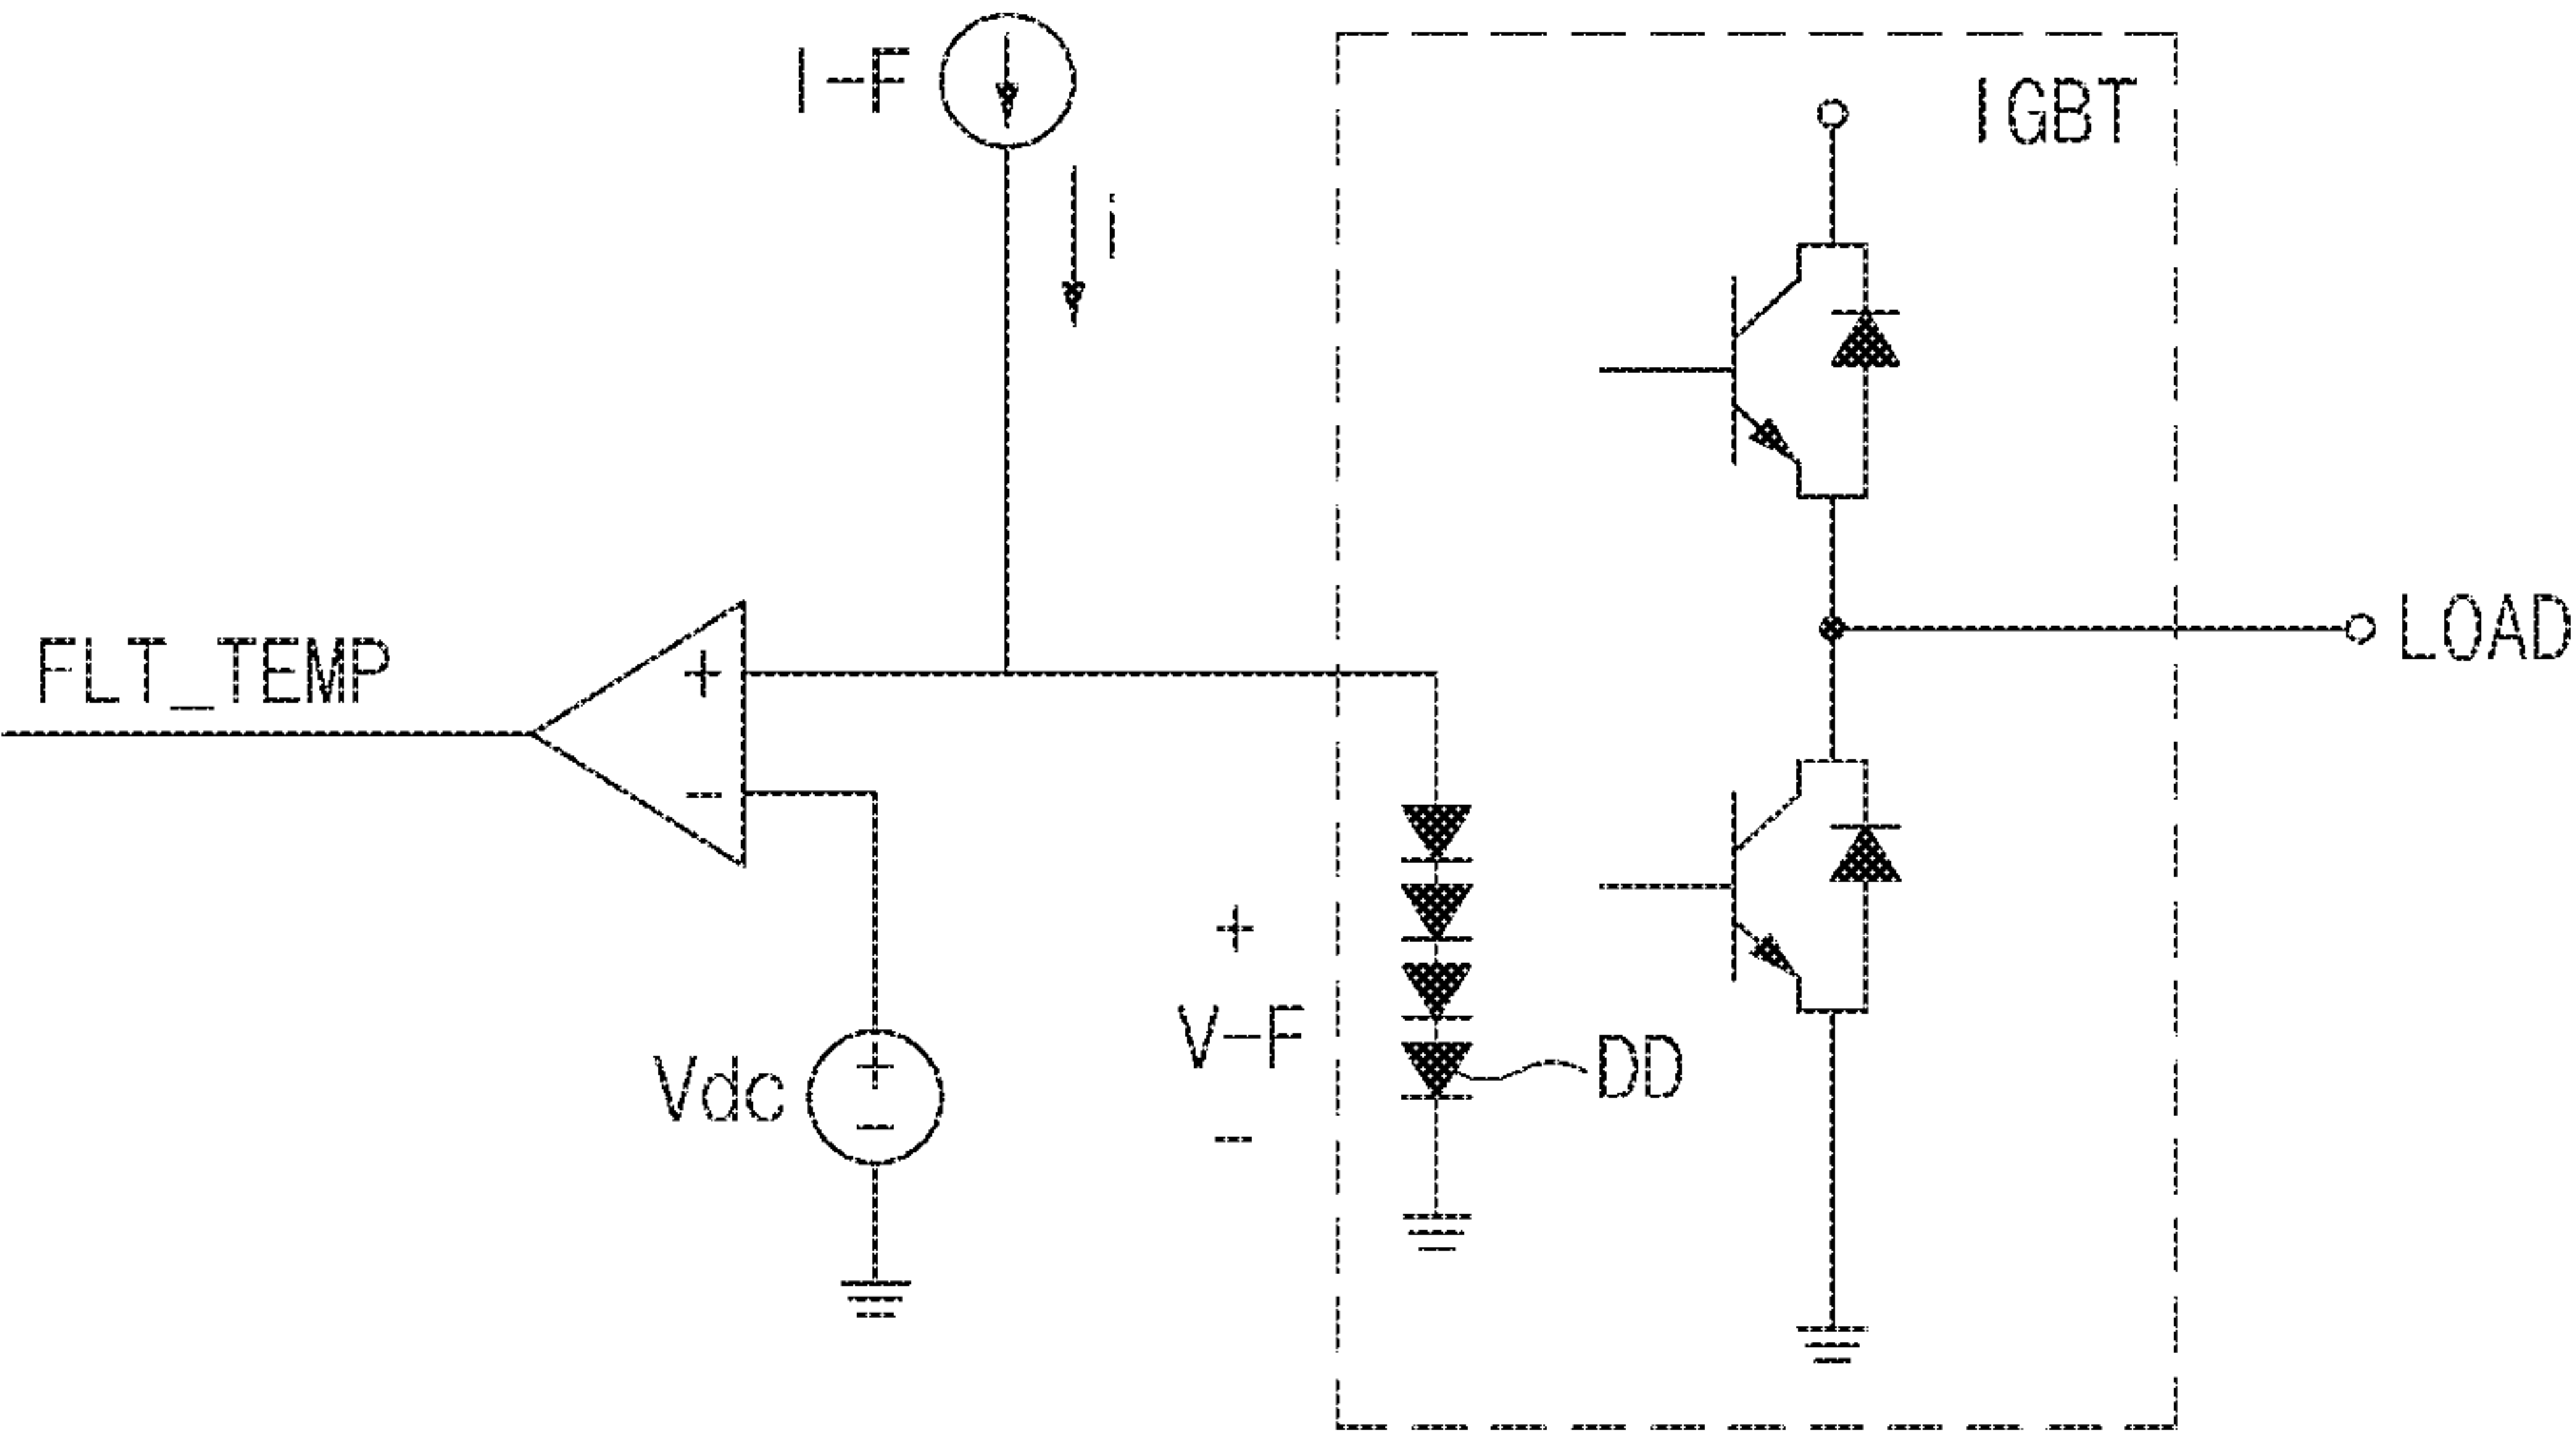 I-F
IGBT
i
LOAD
FLT_TEMP
+
-
+
V-F
-
Vdc
+
-
DD